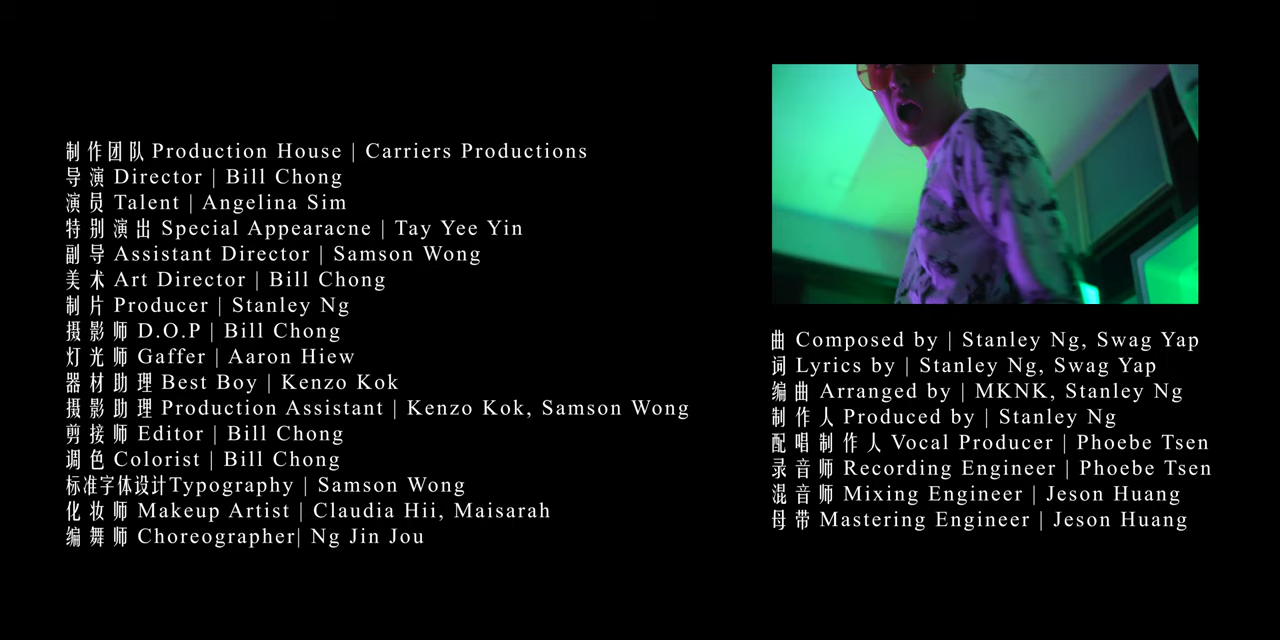 制作团队 Production House | Carriers Productions
导演 Director | Bill Chong
演员 Talent | Angelina Sim
特别演出 Special Appearacne | Tay Yee Yin
副导 Assistant Director | Samson Wong
美术 Art Director | Bill Chong
制片 Producer | Stanley Ng
摄影师 D.O.P | Bill Chong
灯光师 Gaffer | Aaron Hiew
器材助理 Best Boy | Kenzo Kok
摄影助理 Production Assistant | Kenzo Kok, Samson Wong
剪接师 Editor | Bill Chong
调色 Colorist | Bill Chong
标准字体设计Typography | Samson Wong
化妆师 Makeup Artist | Claudia Hii, Maisarah
编舞师 Choreographer| Ng Jin Jou
曲 Composed by | Stanley Ng, Swag Yap
词 Lyrics by | Stanley Ng, Swag Yap
编曲 Arranged by | MKNK, Stanley Ng
制作人 Produced by | Stanley Ng
配唱制作人 Vocal Producer | Phoebe Tsen
录音师 Recording Engineer | Phoebe Tsen
混音师 Mixing Engineer | Jeson Huang
母带 Mastering Engineer | Jeson Huang